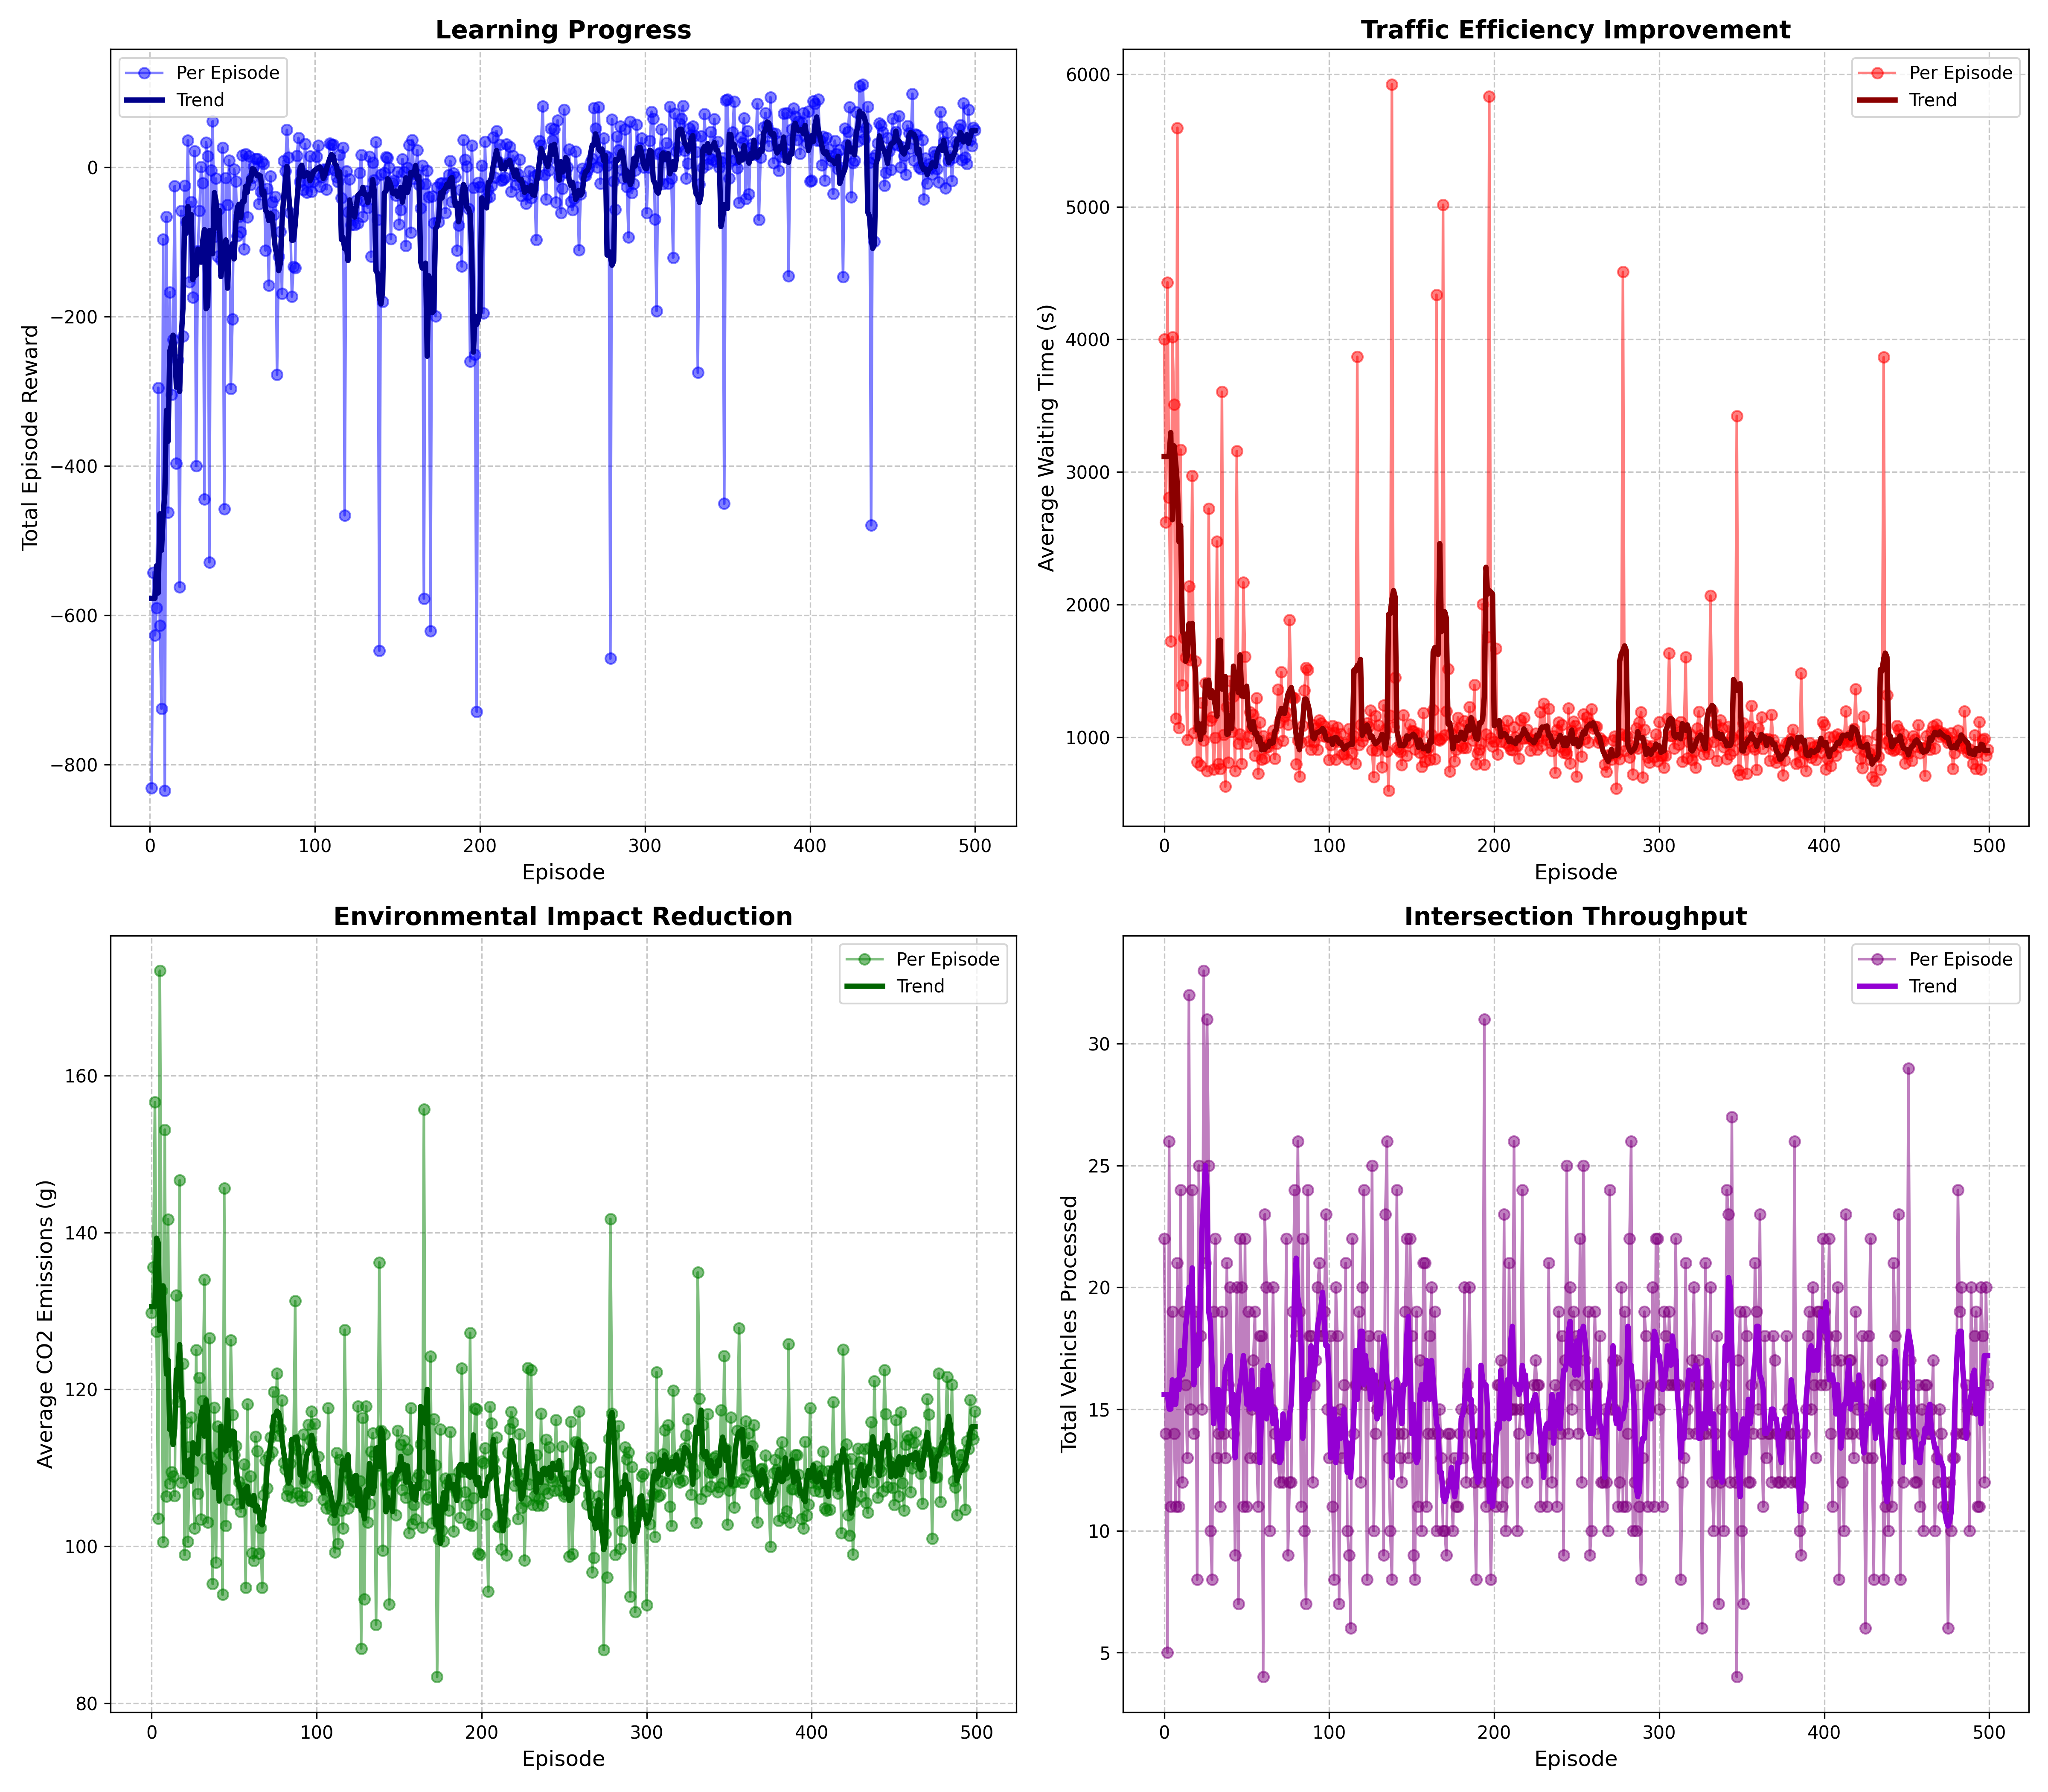 Learning Progress
Per Episode
Trend
Total Episode Reward
0
−200
−400
−600
−800
0 100 200 300 400 500
Episode
Traffic Efficiency Improvement
Per Episode
Trend
Average Waiting Time (s)
6000
5000
4000
3000
2000
1000
0 100 200 300 400 500
Episode
Environmental Impact Reduction
Per Episode
Trend
Average CO2 Emissions (g)
160
140
120
100
80
0 100 200 300 400 500
Episode
Intersection Throughput
Per Episode
Trend
Total Vehicles Processed
30
25
20
15
10
5
0 100 200 300 400 500
Episode